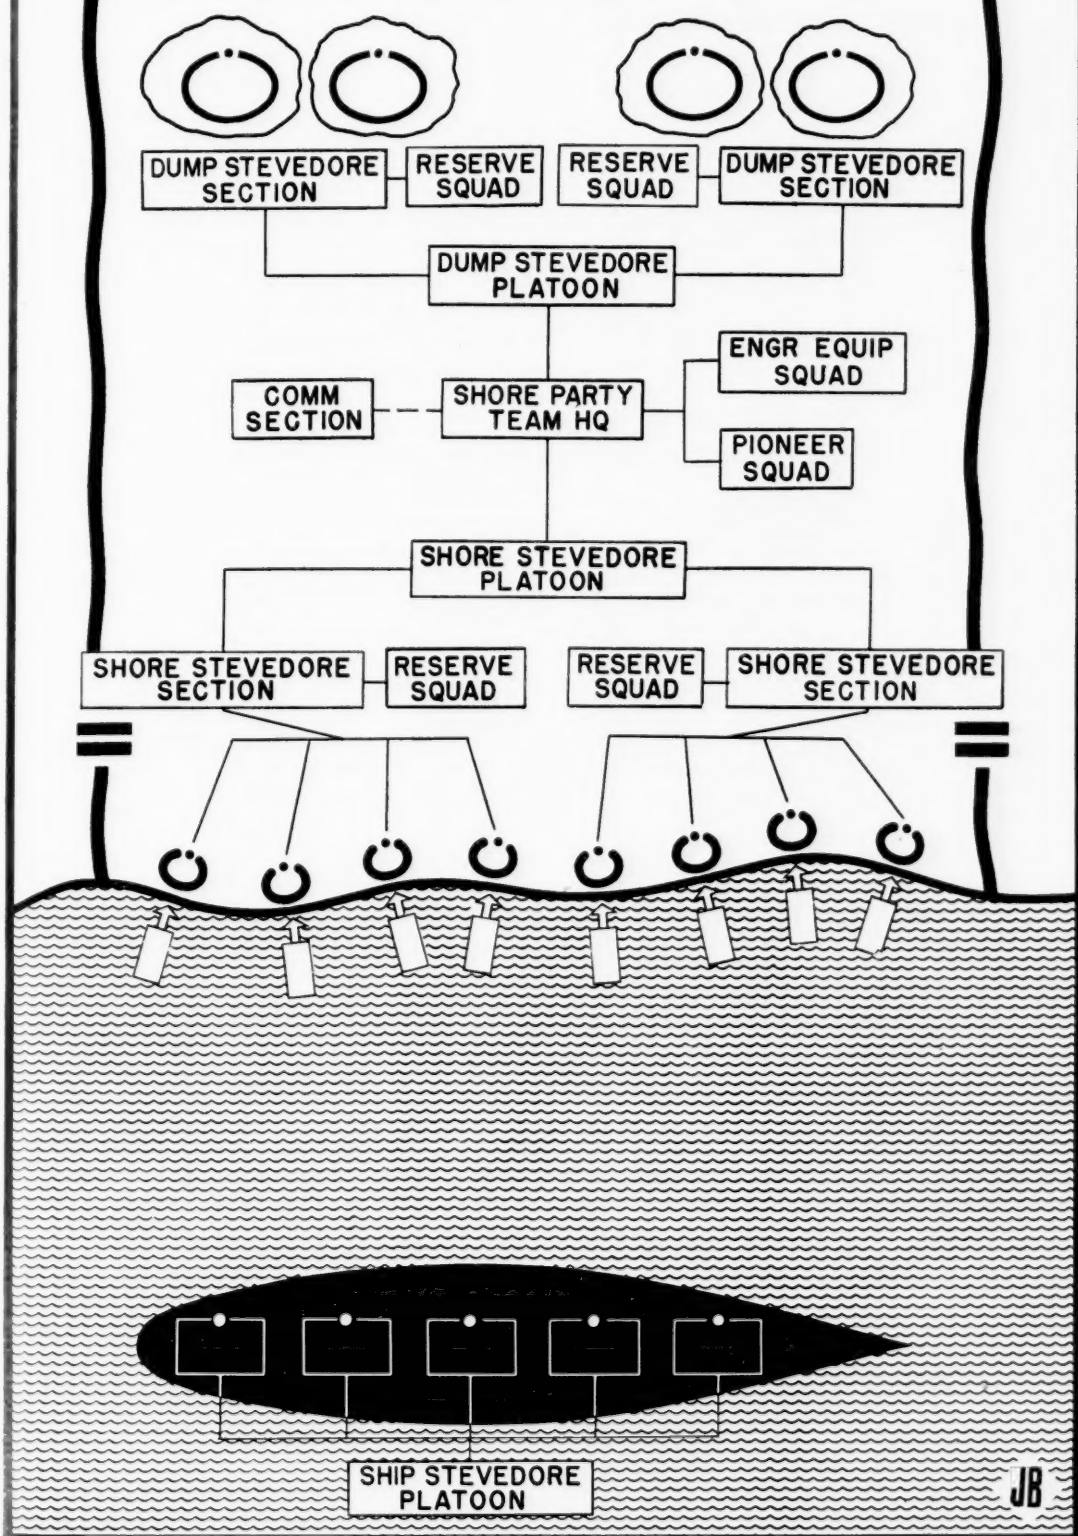 DUMP STEVEDORE
SECTION
RESERVE
SQUAD
RESERVE
SQUAD
DUMP STEVEDORE
SECTION
DUMP STEVEDORE
PLATOON
ENGR EQUIP
SQUAD
COMM
SECTION
SHORE PARTY
TEAM HQ
PIONEER
SQUAD
SHORE STEVEDORE
PLATOON
SHORE STEVEDORE
SECTION
RESERVE
SQUAD
RESERVE
SQUAD
SHORE STEVEDORE
SECTION
SHIP STEVEDORE
PLATOON
JB